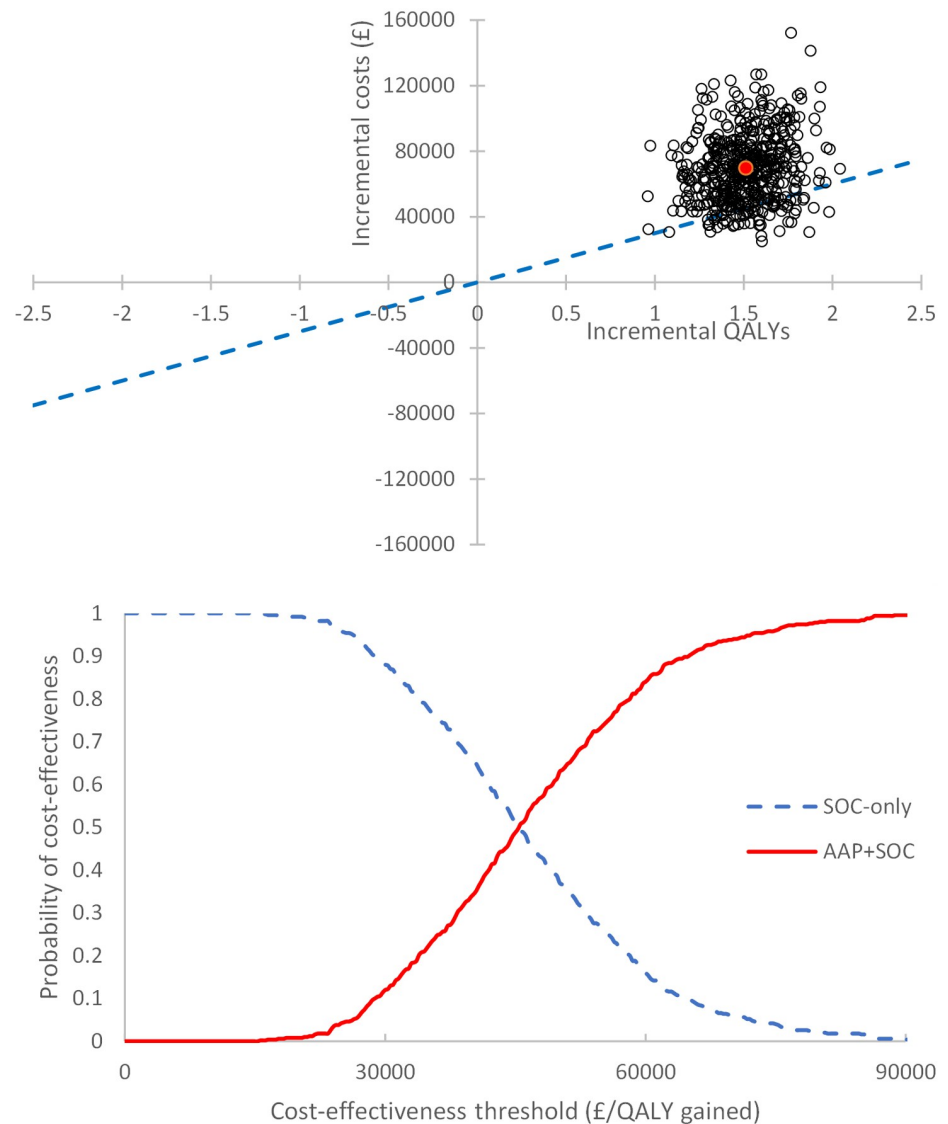 Incremental costs (£)
160000
120000
80000
40000
0
-2.5 -2 -1.5 -1 -0.5 0 0.5 1 1.5 2 2.5
Incremental QALYs
-40000
-80000
-120000
-160000
Probability of cost-effectiveness
1
0.9
0.8
0.7
0.6
0.5
0.4
0.3
0.2
0.1
0
SOC-only
AAP+SOC
0 30000 60000 90000
Cost-effectiveness threshold (£/QALY gained)